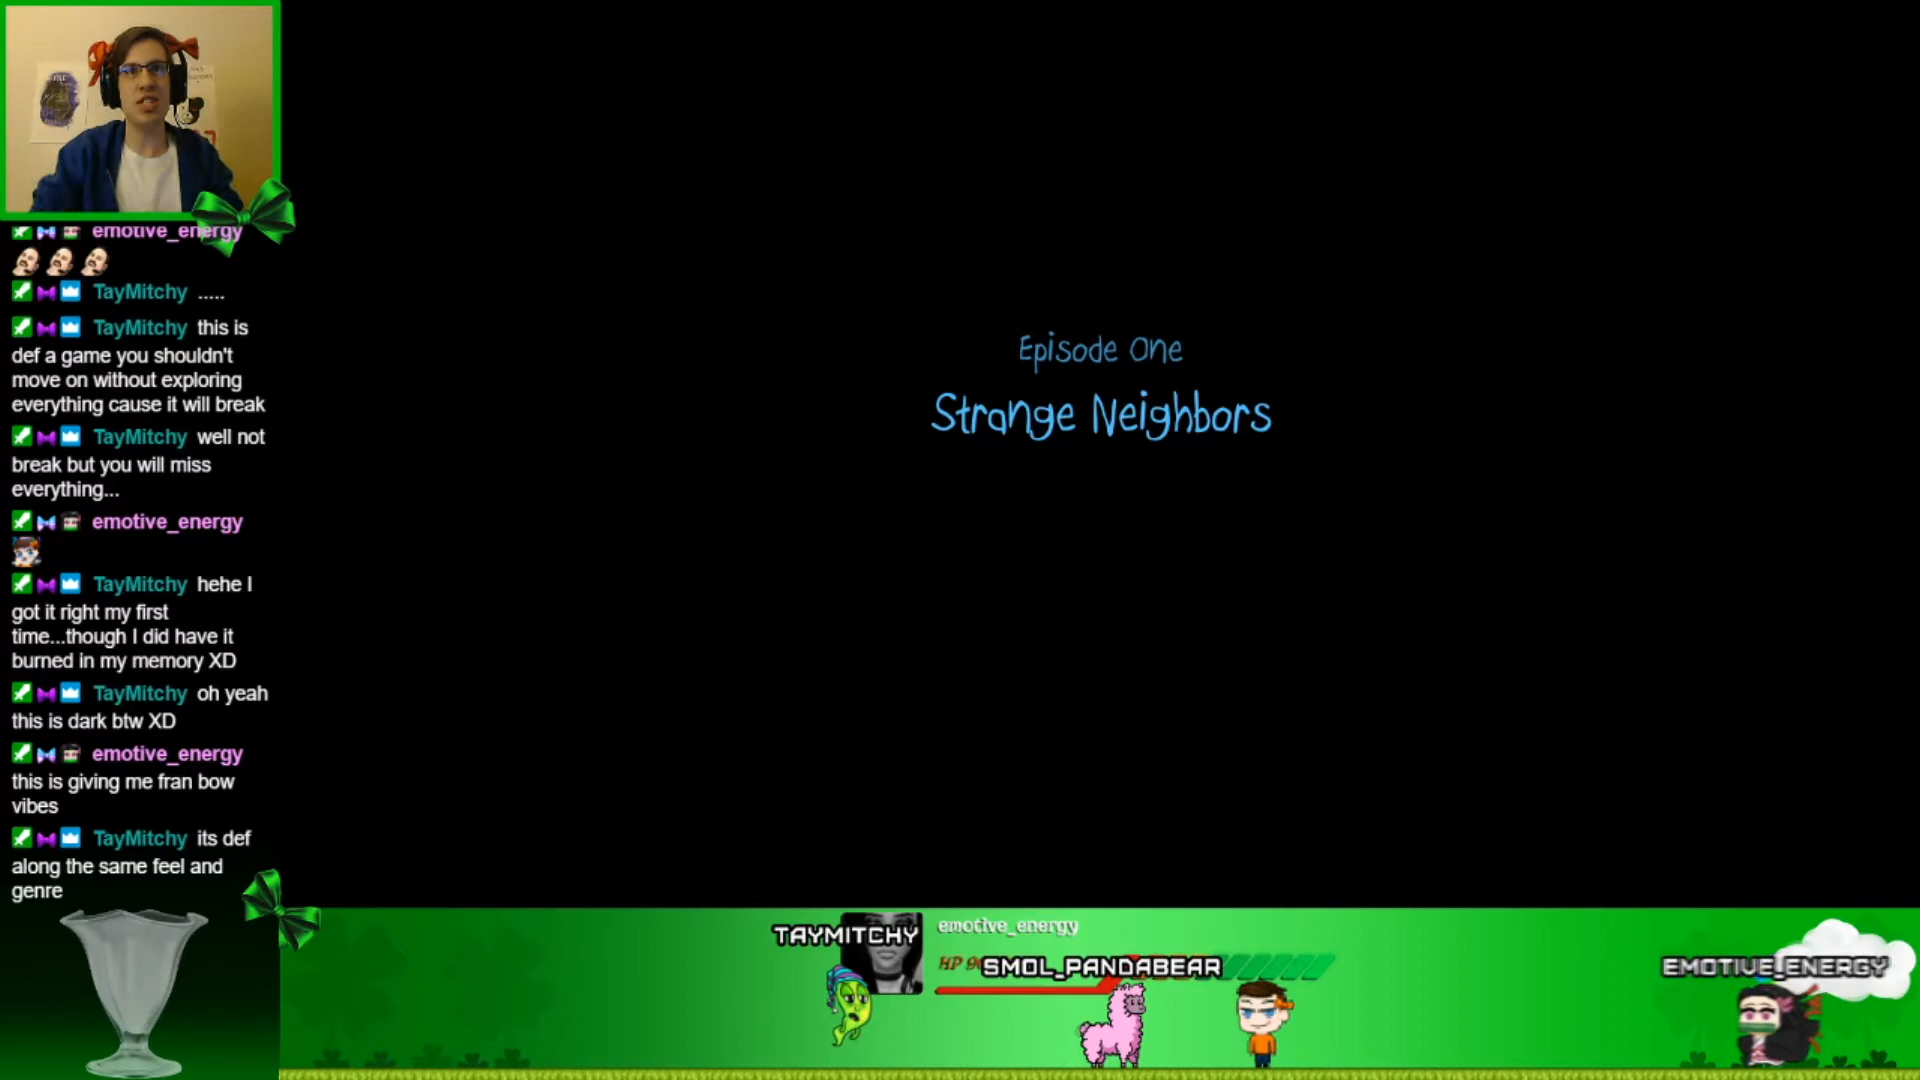 Episode One
Strange Neighbors
emotive_energy
TayMitchy .....
TayMitchy this is
def a game you shouldn't
move on without exploring
everything cause it will break
TayMitchy well not
break but you will miss
everything...
emotive_energy
TayMitchy hehe I
got it right my first
time...though I did have it
burned in my memory XD
TayMitchy oh yeah
this is dark btw XD
emotive_energy
this is giving me fran bow
vibes
TayMitchy its def
along the same feel and
genre
TAYMITCHY
emotive_energy
HP
SMOL_PANDABEAR
EMOTIVE_ENERGY